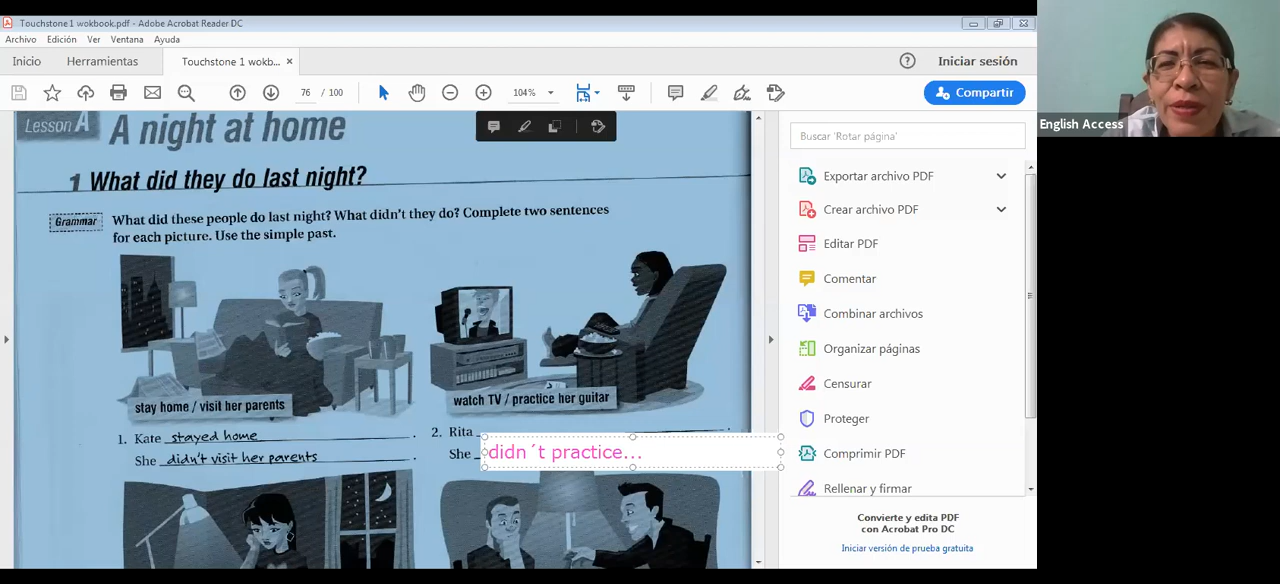 Touchstone 1 wokbook.pdf - Adobe Acrobat Reader DC
Archivo Edición Ver Ventana Ayuda
Inicio Herramientas Touchstone 1 wokb... × Iniciar sesión
76 / 100 104% Compartir
Lesson A A night at home
1 What did they do last night?
Grammar What did these people do last night? What didn't they do? Complete two sentences
for each picture. Use the simple past.
stay home / visit her parents
watch TV / practice her guitar
1. Kate stayed home .
She didn't visit her parents .
2. Rita .
She didn´t practice...
Buscar 'Rotar página'
Exportar archivo PDF
Crear archivo PDF
Editar PDF
Comentar
Combinar archivos
Organizar páginas
Censurar
Proteger
Comprimir PDF
Rellenar y firmar
Convierte y edita PDF
con Acrobat Pro DC
Iniciar versión de prueba gratuita
English Access